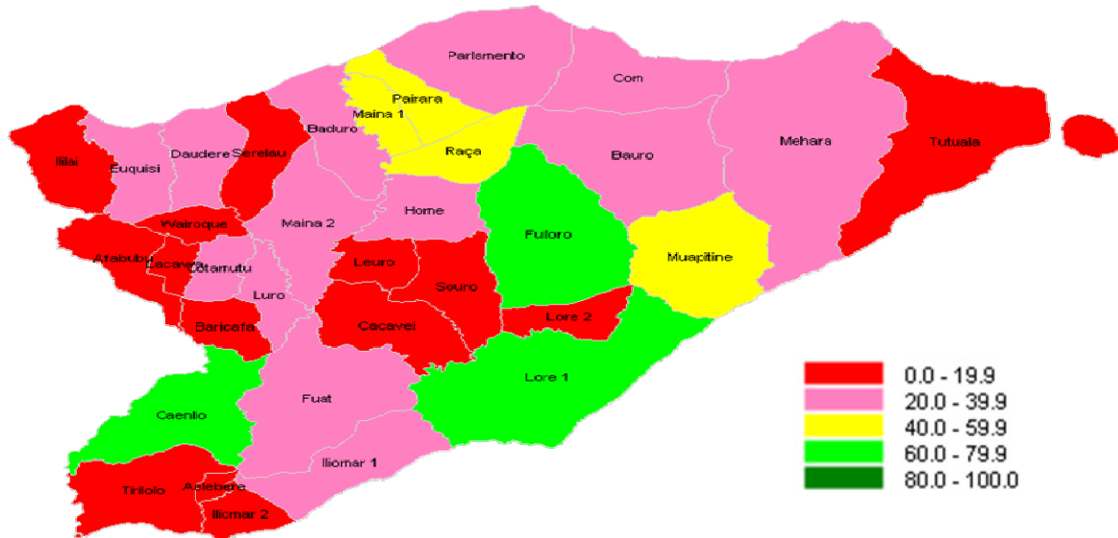 Parlamento
Com
Pairara
Maina 1
Baduro
Mehara
Tutuala
Ililai
Euquisi
Daudere
Serelau
Raça
Bauro
Home
Wairoque
Maina 2
Fuiloro
Afabubu
Lacawa
Cotamutu
Leuro
Souro
Muapitine
Luro
Baricafa
Cacavei
Lore 2
Lore 1
Fuat
Caenlio
Iliomar 1
Tirilolo
Aelebere
Iliomar 2
0.0 - 19.9
20.0 - 39.9
40.0 - 59.9
60.0 - 79.9
80.0 - 100.0